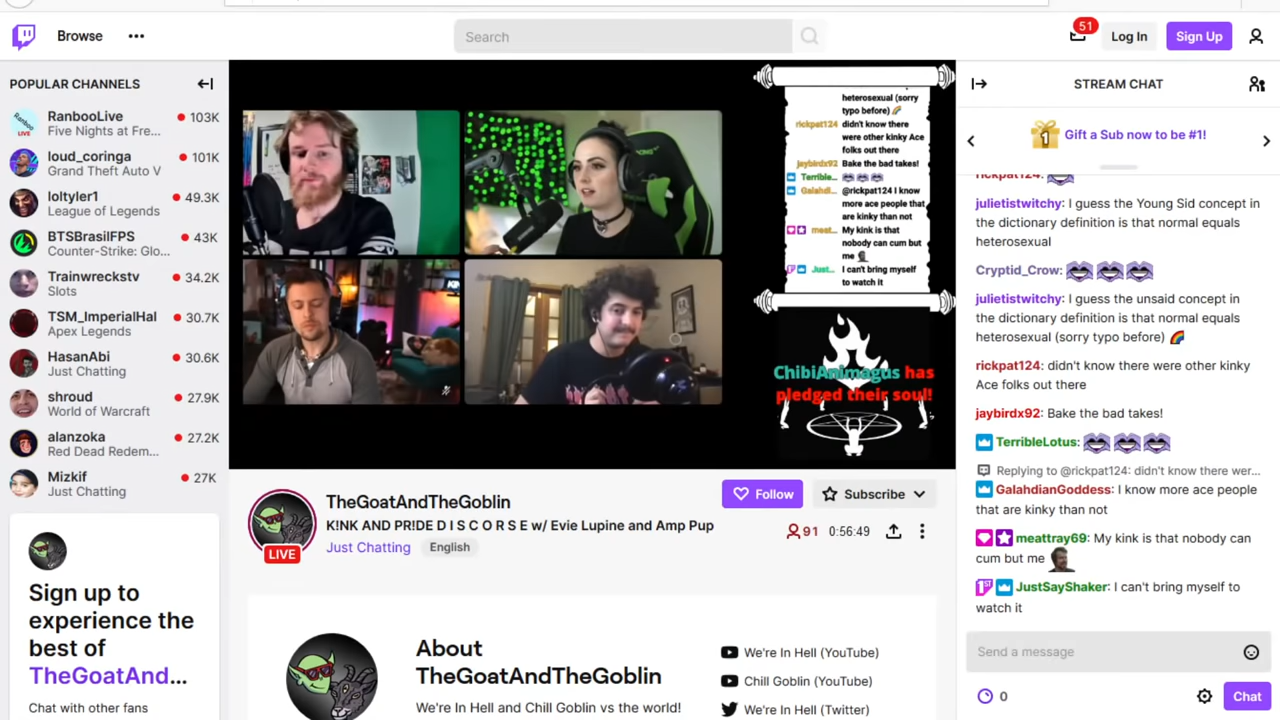 Browse
Search
51
Log In
Sign Up
POPULAR CHANNELS
RanbooLive
103K
Five Nights at Fre...
loud_coringa
101K
Grand Theft Auto V
loltyler1
49.3K
League of Legends
BTSBrasilFPS
43K
Counter-Strike: Glo...
Trainwreckstv
34.2K
Slots
TSM_ImperialHal
30.7K
Apex Legends
HasanAbi
30.6K
Just Chatting
shroud
27.9K
World of Warcraft
alanzoka
27.2K
Red Dead Redem...
Mizkif
27K
Just Chatting
Sign up to
experience the
best of
TheGoatAnd...
Chat with other fans
heterosexual (sorry
typo before)
rickpat124 didn't know there
were other kinky
Ace folks out there
jaybirdx92 Bake the bad takes!
Terrible...
Galahdi... @rickpat124 I know
more ace people that
are kinky than not
meat... My kink is that
nobody can cum but
me
Just... I can't bring myself
to watch it
ChibiAnimagus has
pledged their soul!
TheGoatAndTheGoblin
K!NK AND PR!DE D I S C O R S E w/ Evie Lupine and Amp Pup
Just Chatting
English
LIVE
Follow
Subscribe
91
0:56:49
About
TheGoatAndTheGoblin
We're In Hell and Chill Goblin vs the world!
We're In Hell (YouTube)
Chill Goblin (YouTube)
We're In Hell (Twitter)
STREAM CHAT
1
Gift a Sub now to be #1!
rickpat124:
julietistwitchy: I guess the Young Sid concept in
the dictionary definition is that normal equals
heterosexual
Cryptid_Crow:
julietistwitchy: I guess the unsaid concept in
the dictionary definition is that normal equals
heterosexual (sorry typo before)
rickpat124: didn't know there were other kinky
Ace folks out there
jaybirdx92: Bake the bad takes!
TerribleLotus:
Replying to @rickpat124: didn't know there wer...
GalahdianGoddess: I know more ace people
that are kinky than not
meattray69: My kink is that nobody can
cum but me
1ST JustSayShaker: I can't bring myself to
watch it
Send a message
0
Chat